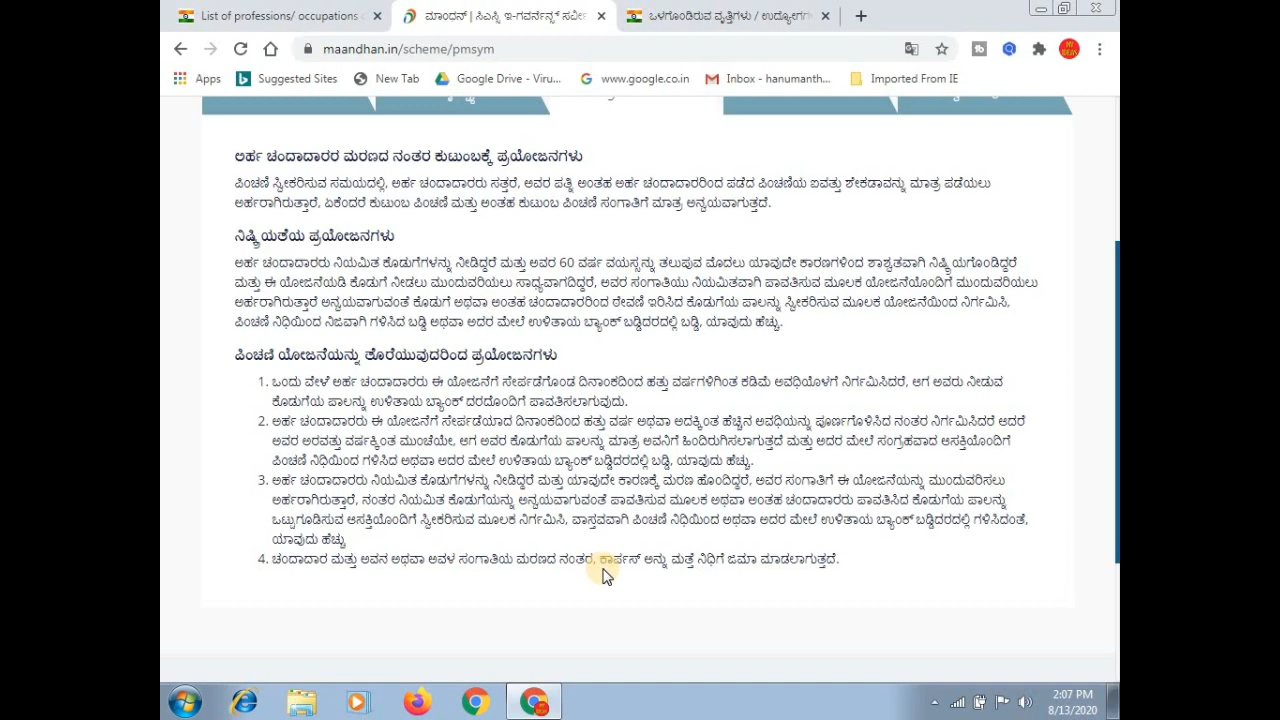 List of professions/ occupations
ಮಾಂಧನ್ | ಸಿಎಸ್ಸಿ ಇ-ಗವರ್ನೆನ್ಸ್ ಸರ್ವೀ
ಒಳಗೊಂಡಿರುವ ವೃತ್ತಿಗಳು / ಉದ್ಯೋಗಗ
maandhan.in/scheme/pmsym
Apps Suggested Sites New Tab Google Drive - Viru... www.google.co.in Inbox - hanumanth... Imported From IE
ಅರ್ಹ ಚಂದಾದಾರರ ಮರಣದ ನಂತರ ಕುಟುಂಬಕ್ಕೆ ಪ್ರಯೋಜನಗಳು
ಪಿಂಚಣಿ ಸ್ವೀಕರಿಸುವ ಸಮಯದಲ್ಲಿ, ಅರ್ಹ ಚಂದಾದಾರರು ಸತ್ತರೆ, ಅವರ ಪತ್ನಿ ಅಂತಹ ಅರ್ಹ ಚಂದಾದಾರರಿಂದ ಪಡೆದ ಪಿಂಚಣಿಯ ಐವತ್ತು ಶೇಕಡಾವನ್ನು ಮಾತ್ರ ಪಡೆಯಲು
ಅರ್ಹರಾಗಿರುತ್ತಾರೆ, ಏಕೆಂದರೆ ಕುಟುಂಬ ಪಿಂಚಣಿ ಮತ್ತು ಅಂತಹ ಕುಟುಂಬ ಪಿಂಚಣಿ ಸಂಗಾತಿಗೆ ಮಾತ್ರ ಅನ್ವಯವಾಗುತ್ತದೆ.
ನಿಷ್ಕ್ರಿಯತೆಯ ಪ್ರಯೋಜನಗಳು
ಅರ್ಹ ಚಂದಾದಾರರು ನಿಯಮಿತ ಕೊಡುಗೆಗಳನ್ನು ನೀಡಿದ್ದರೆ ಮತ್ತು ಅವರ 60 ವರ್ಷ ವಯಸ್ಸನ್ನು ತಲುಪುವ ಮೊದಲು ಯಾವುದೇ ಕಾರಣಗಳಿಂದ ಶಾಶ್ವತವಾಗಿ ನಿಷ್ಕ್ರಿಯಗೊಂಡಿದ್ದರೆ
ಮತ್ತು ಈ ಯೋಜನೆಯಡಿ ಕೊಡುಗೆ ನೀಡಲು ಮುಂದುವರಿಯಲು ಸಾಧ್ಯವಾಗದಿದ್ದರೆ, ಅವರ ಸಂಗಾತಿಯು ನಿಯಮಿತವಾಗಿ ಪಾವತಿಸುವ ಮೂಲಕ ಯೋಜನೆಯೊಂದಿಗೆ ಮುಂದುವರಿಯಲು
ಅರ್ಹರಾಗಿರುತ್ತಾರೆ ಅನ್ವಯವಾಗುವಂತೆ ಕೊಡುಗೆ ಅಥವಾ ಅಂತಹ ಚಂದಾದಾರರಿಂದ ಠೇವಣಿ ಇರಿಸಿದ ಕೊಡುಗೆಯ ಪಾಲನ್ನು ಸ್ವೀಕರಿಸುವ ಮೂಲಕ ಯೋಜನೆಯಿಂದ ನಿರ್ಗಮಿಸಿ,
ಪಿಂಚಣಿ ನಿಧಿಯಿಂದ ನಿಜವಾಗಿ ಗಳಿಸಿದ ಬಡ್ಡಿ ಅಥವಾ ಅದರ ಮೇಲೆ ಉಳಿತಾಯ ಬ್ಯಾಂಕ್ ಬಡ್ಡಿದರದಲ್ಲಿ ಬಡ್ಡಿ, ಯಾವುದು ಹೆಚ್ಚು.
ಪಿಂಚಣಿ ಯೋಜನೆಯನ್ನು ತೊರೆಯುವುದರಿಂದ ಪ್ರಯೋಜನಗಳು
1. ಒಂದು ವೇಳೆ ಅರ್ಹ ಚಂದಾದಾರರು ಈ ಯೋಜನೆಗೆ ಸೇರ್ಪಡೆಗೊಂಡ ದಿನಾಂಕದಿಂದ ಹತ್ತು ವರ್ಷಗಳಿಗಿಂತ ಕಡಿಮೆ ಅವಧಿಯೊಳಗೆ ನಿರ್ಗಮಿಸಿದರೆ, ಆಗ ಅವರು ನೀಡುವ
ಕೊಡುಗೆಯ ಪಾಲನ್ನು ಉಳಿತಾಯ ಬ್ಯಾಂಕ್ ದರದೊಂದಿಗೆ ಪಾವತಿಸಲಾಗುವುದು.
2. ಅರ್ಹ ಚಂದಾದಾರರು ಈ ಯೋಜನೆಗೆ ಸೇರ್ಪಡೆಯಾದ ದಿನಾಂಕದಿಂದ ಹತ್ತು ವರ್ಷ ಅಥವಾ ಅದಕ್ಕಿಂತ ಹೆಚ್ಚಿನ ಅವಧಿಯನ್ನು ಪೂರ್ಣಗೊಳಿಸಿದ ನಂತರ ನಿರ್ಗಮಿಸಿದರೆ ಆದರೆ
ಅವರ ಅರವತ್ತು ವರ್ಷಕ್ಕಿಂತ ಮುಂಚೆಯೇ, ಆಗ ಅವರ ಕೊಡುಗೆಯ ಪಾಲನ್ನು ಮಾತ್ರ ಅವನಿಗೆ ಹಿಂದಿರುಗಿಸಲಾಗುತ್ತದೆ ಮತ್ತು ಅದರ ಮೇಲೆ ಸಂಗ್ರಹವಾದ ಆಸಕ್ತಿಯೊಂದಿಗೆ
ಪಿಂಚಣಿ ನಿಧಿಯಿಂದ ಗಳಿಸಿದ ಅಥವಾ ಅದರ ಮೇಲೆ ಉಳಿತಾಯ ಬ್ಯಾಂಕ್ ಬಡ್ಡಿದರದಲ್ಲಿ ಬಡ್ಡಿ, ಯಾವುದು ಹೆಚ್ಚು.
3. ಅರ್ಹ ಚಂದಾದಾರರು ನಿಯಮಿತ ಕೊಡುಗೆಗಳನ್ನು ನೀಡಿದ್ದರೆ ಮತ್ತು ಯಾವುದೇ ಕಾರಣಕ್ಕೆ ಮರಣ ಹೊಂದಿದ್ದರೆ, ಅವರ ಸಂಗಾತಿಗೆ ಈ ಯೋಜನೆಯನ್ನು ಮುಂದುವರಿಸಲು
ಅರ್ಹರಾಗಿರುತ್ತಾರೆ, ನಂತರ ನಿಯಮಿತ ಕೊಡುಗೆಯನ್ನು ಅನ್ವಯವಾಗುವಂತೆ ಪಾವತಿಸುವ ಮೂಲಕ ಅಥವಾ ಅಂತಹ ಚಂದಾದಾರರು ಪಾವತಿಸಿದ ಕೊಡುಗೆಯ ಪಾಲನ್ನು
ಒಟ್ಟುಗೂಡಿಸುವ ಆಸಕ್ತಿಯೊಂದಿಗೆ ಸ್ವೀಕರಿಸುವ ಮೂಲಕ ನಿರ್ಗಮಿಸಿ, ವಾಸ್ತವವಾಗಿ ಪಿಂಚಣಿ ನಿಧಿಯಿಂದ ಅಥವಾ ಅದರ ಮೇಲೆ ಉಳಿತಾಯ ಬ್ಯಾಂಕ್ ಬಡ್ಡಿದರದಲ್ಲಿ ಗಳಿಸಿದಂತೆ,
ಯಾವುದು ಹೆಚ್ಚು
4. ಚಂದಾದಾರ ಮತ್ತು ಅವನ ಅಥವಾ ಅವಳ ಸಂಗಾತಿಯ ಮರಣದ ನಂತರ, ಕಾರ್ಪಸ್ ಅನ್ನು ಮತ್ತೆ ನಿಧಿಗೆ ಜಮಾ ಮಾಡಲಾಗುತ್ತದೆ.
2:07 PM
8/13/2020